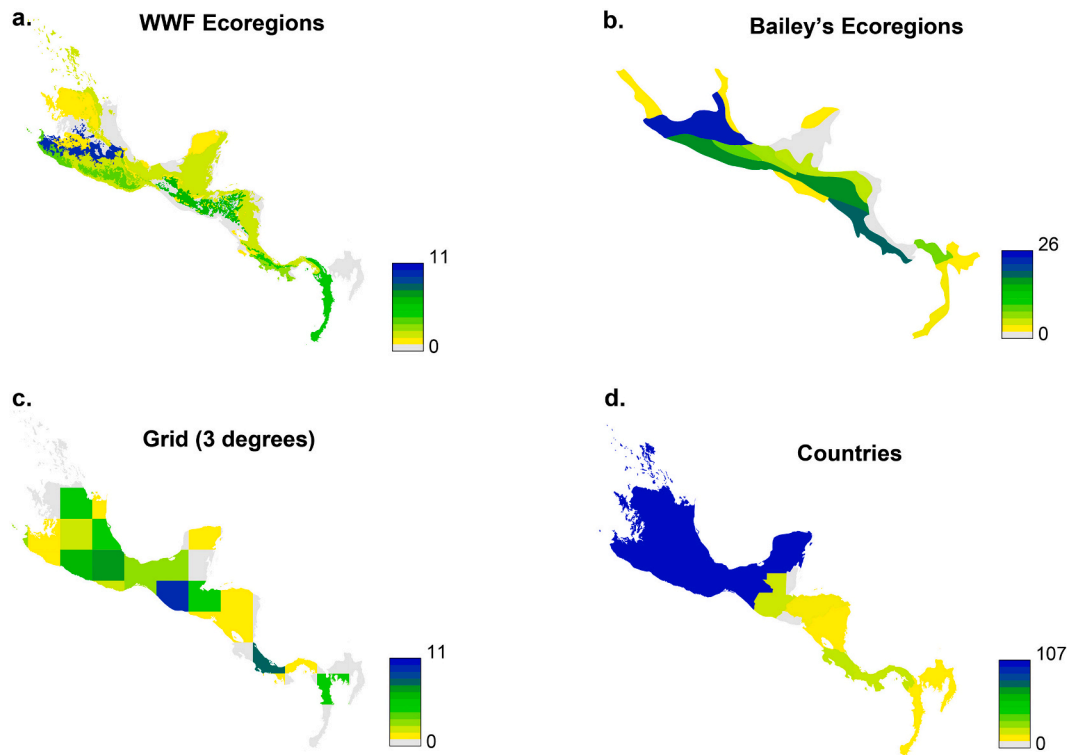 a.
WWF Ecoregions
11
0
b.
Bailey's Ecoregions
26
0
c.
Grid (3 degrees)
11
0
d.
Countries
107
0